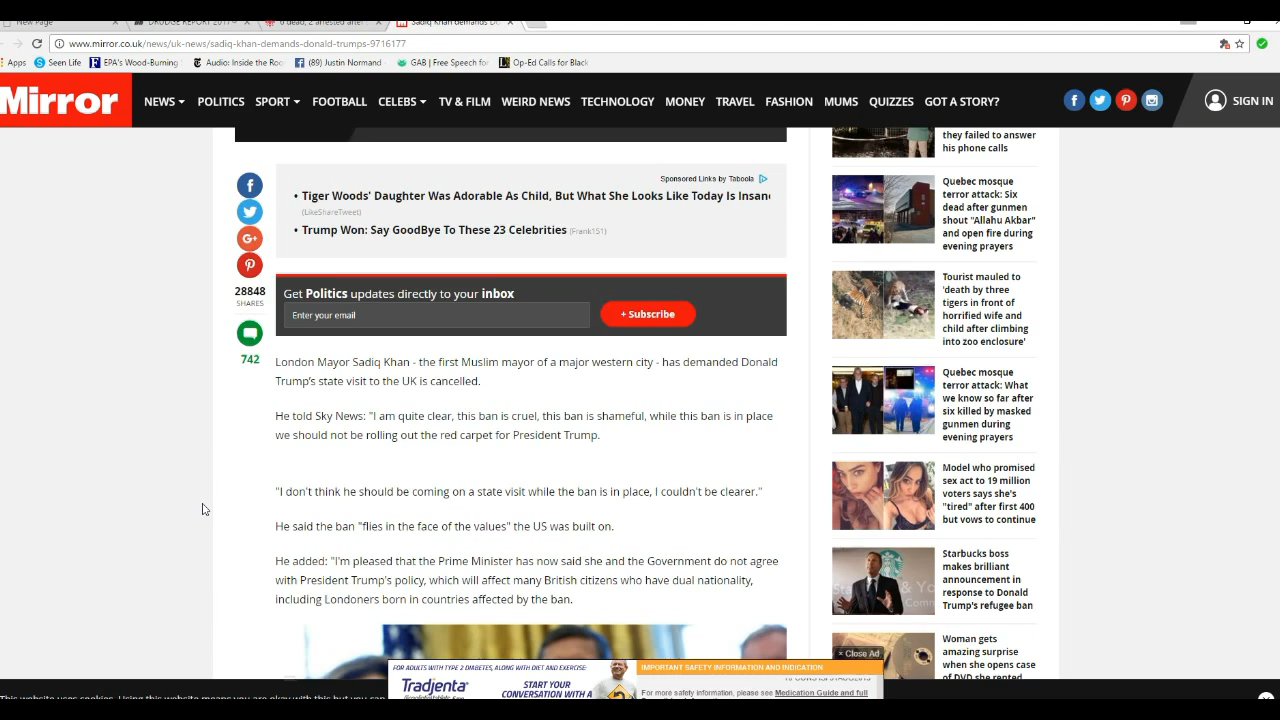 New Page
DRUDGE REPORT 2017
6 dead, 2 arrested after
Sadiq Khan demands Do
www.mirror.co.uk/news/uk-news/sadiq-khan-demands-donald-trumps-9716177
Apps Seen Life EPA's Wood-Burning Audio: Inside the Roo (89) Justin Normand GAB | Free Speech fo Op-Ed Calls for Black
Mirror NEWS POLITICS SPORT FOOTBALL CELEBS TV & FILM WEIRD NEWS TECHNOLOGY MONEY TRAVEL FASHION MUMS QUIZZES GOT A STORY? SIGN IN
Sponsored Links by Taboola
• Tiger Woods' Daughter Was Adorable As Child, But What She Looks Like Today Is Insan
(LikeShareTweet)
• Trump Won: Say GoodBye To These 23 Celebrities (Frank151)
28848
SHARES
742
Get Politics updates directly to your inbox
Enter your email
+ Subscribe
London Mayor Sadiq Khan - the first Muslim mayor of a major western city - has demanded Donald
Trump's state visit to the UK is cancelled.
He told Sky News: "I am quite clear, this ban is cruel, this ban is shameful, while this ban is in place
we should not be rolling out the red carpet for President Trump.
"I don't think he should be coming on a state visit while the ban is in place, I couldn't be clearer."
He said the ban "flies in the face of the values" the US was built on.
He added: "I'm pleased that the Prime Minister has now said she and the Government do not agree
with President Trump's policy, which will affect many British citizens who have dual nationality,
including Londoners born in countries affected by the ban.
they failed to answer
his phone calls
Quebec mosque
terror attack: Six
dead after gunmen
shout "Allahu Akbar"
and open fire during
evening prayers
Tourist mauled to
'death by three
tigers in front of
horrified wife and
child after climbing
into zoo enclosure'
Quebec mosque
terror attack: What
we know so far after
six killed by masked
gunmen during
evening prayers
Model who promised
sex act to 19 million
voters says she's
"tired" after first 400
but vows to continue
Starbucks boss
makes brilliant
announcement in
response to Donald
Trump's refugee ban
Woman gets
amazing surprise
when she opens case
of DVD she rented
Close Ad
FOR ADULTS WITH TYPE 2 DIABETES, ALONG WITH DIET AND EXERCISE:
Tradjenta
START YOUR
CONVERSATION WITH A
IMPORTANT SAFETY INFORMATION AND INDICATION
For more safety information, please see Medication Guide and full
This website uses cookies. Using this website means you are okay with this but you can